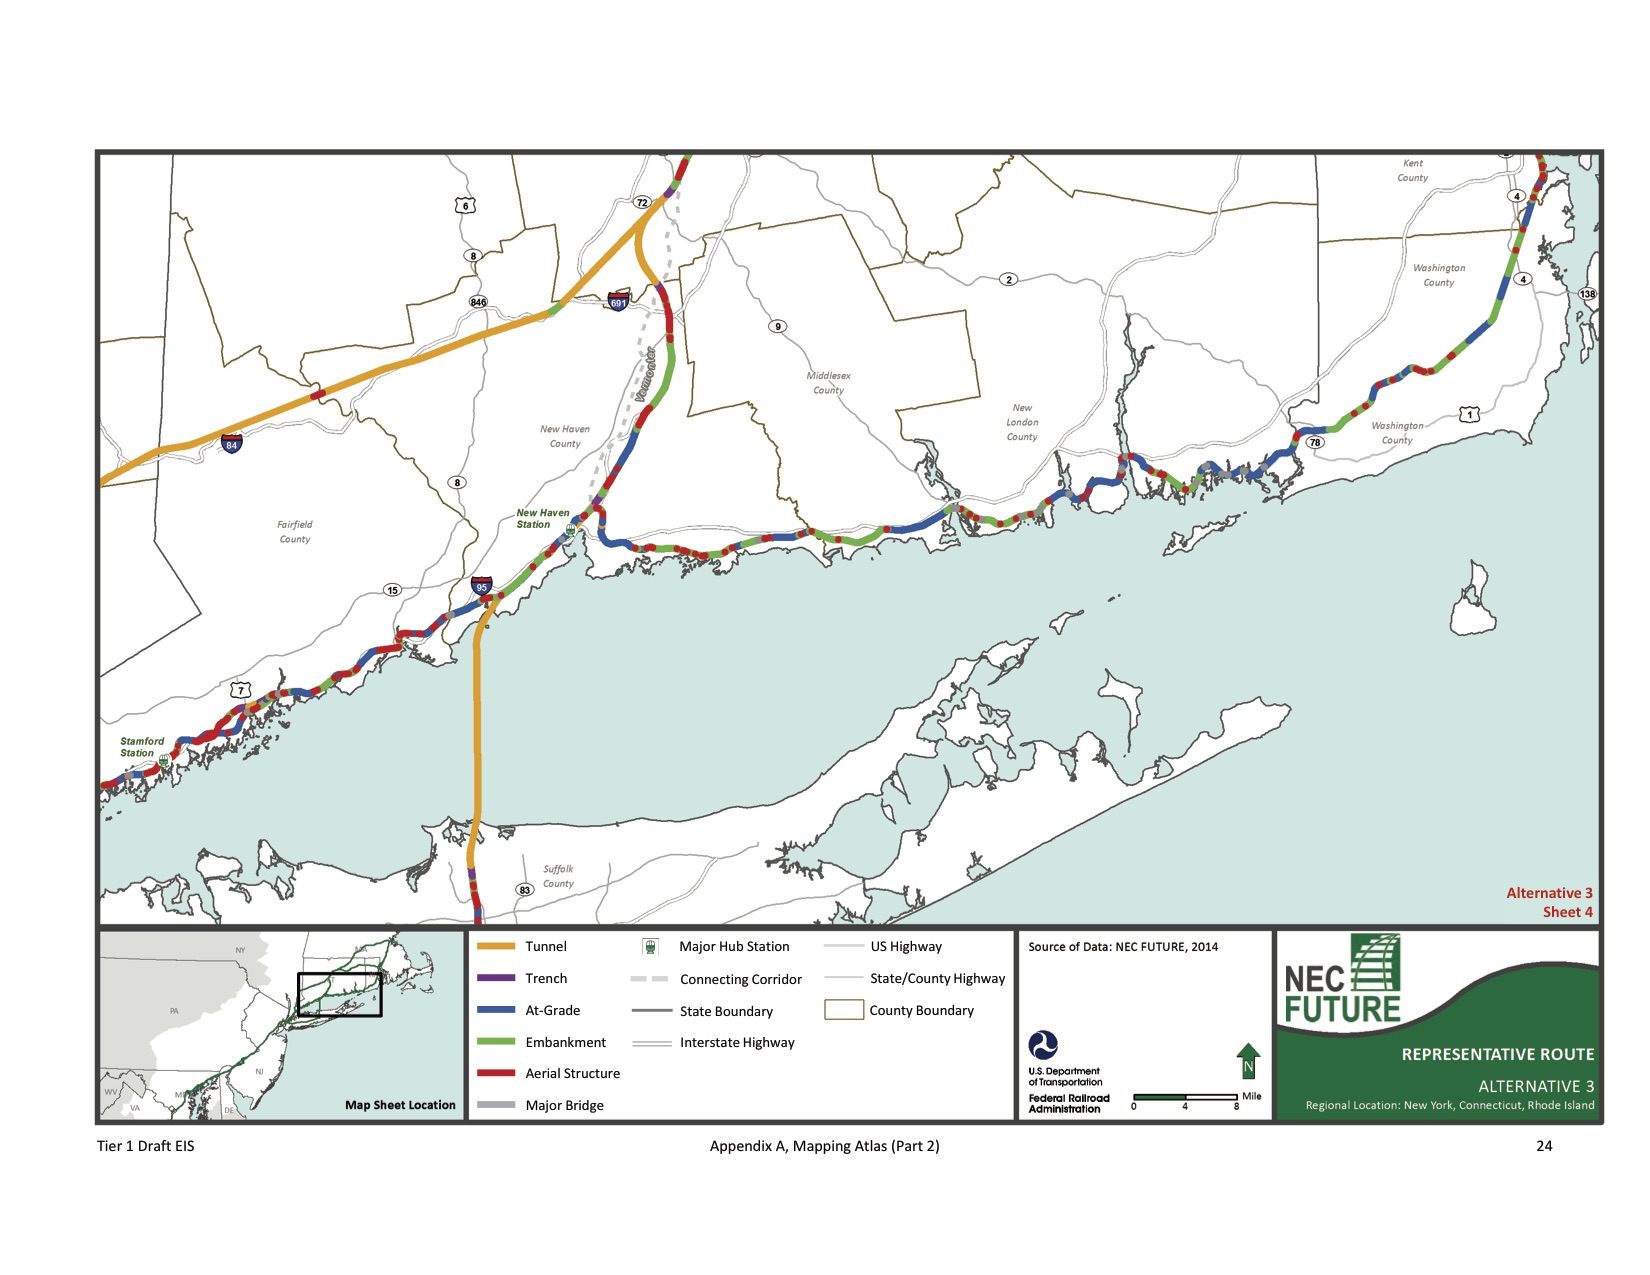 Kent
County
6
72
4
8
2
Washington
County
4
138
846
691
9
Vermonter
Middlesex
County
New
London
County
1
Washington
County
78
New Haven
County
84
8
New Haven
Station
Fairfield
County
95
15
7
Stamford
Station
Suffolk
County
83
Alternative 3
Sheet 4
NY
MA
CT
PA
NJ
WV
VA
DE
Map Sheet Location
Tunnel
Trench
At-Grade
Embankment
Aerial Structure
Major Bridge
Major Hub Station
Connecting Corridor
State Boundary
Interstate Highway
US Highway
State/County Highway
County Boundary
Source of Data: NEC FUTURE, 2014
U.S. Department
of Transportation
Federal Railroad
Administration
N
Mile
0 4 8
NEC
FUTURE
REPRESENTATIVE ROUTE
ALTERNATIVE 3
Regional Location: New York, Connecticut, Rhode Island
Tier 1 Draft EIS
Appendix A, Mapping Atlas (Part 2)
24